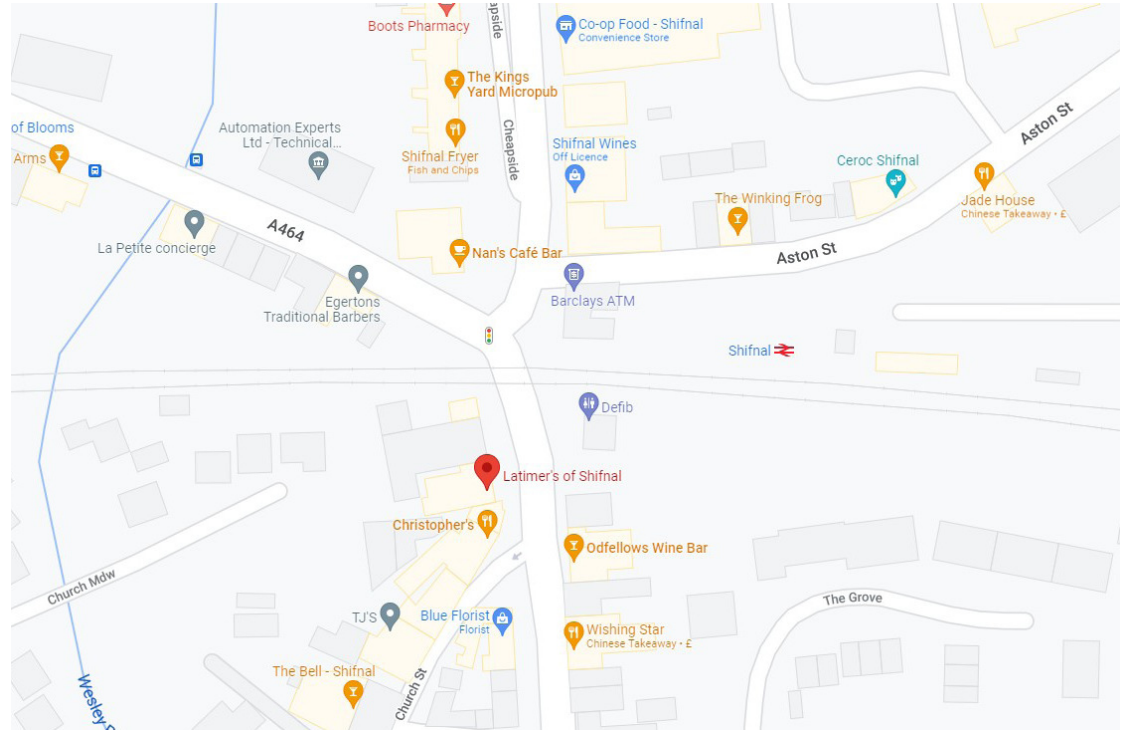 Boots Pharmacy
apside
Co-op Food - Shifnal
Convenience Store
The Kings
Yard Micropub
Cheapside
of Blooms
Arms
Automation Experts
Ltd - Technical...
Shifnal Fryer
Fish and Chips
Shifnal Wines
Off Licence
Aston St
Ceroc Shifnal
Jade House
Chinese Takeaway • £
The Winking Frog
La Petite concierge
A464
Nan's Café Bar
Aston St
Barclays ATM
Egertons
Traditional Barbers
Shifnal
Defib
Latimer's of Shifnal
Christopher's
Odfellows Wine Bar
Church Mdw
The Grove
TJ'S
Blue Florist
Florist
Wishing Star
Chinese Takeaway • £
The Bell - Shifnal
Church St
Wesley